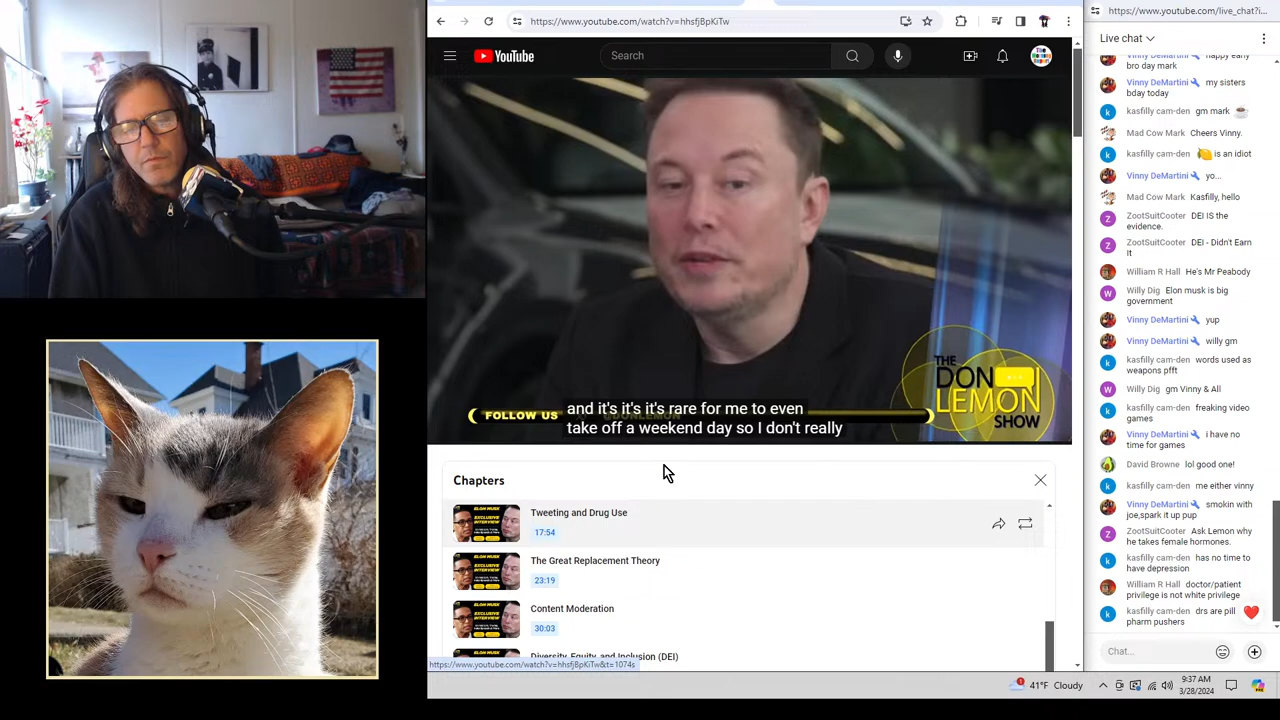 https://www.youtube.com/watch?v=hhsfjBpKiTw
YouTube
Search
FOLLOW US
and it's it's it's rare for me to even
take off a weekend day so I don't really
THE
DON
LEMON
SHOW
Chapters
Tweeting and Drug Use
17:54
The Great Replacement Theory
23:19
Content Moderation
30:03
Diversity, Equity, and Inclusion (DEI)
https://www.youtube.com/watch?v=hhsfjBpKiTw&t=1074s
https://www.youtube.com/live_chat?i...
Live chat
bro day mark
Vinny DeMartini my sisters
bday today
kasfilly cam-den gm mark
Mad Cow Mark Cheers Vinny.
kasfilly cam-den 🍋 is an idiot
Vinny DeMartini yo...
Mad Cow Mark Kasfilly, hello
ZootSuitCooter DEI IS the
evidence.
ZootSuitCooter DEI - Didn't Earn
It
William R Hall He's Mr Peabody
Willy Dig Elon musk is big
government
Vinny DeMartini yup
Vinny DeMartini willy gm
kasfilly cam-den words used as
weapons pfft
Willy Dig gm Vinny & All
kasfilly cam-den freaking video
games
Vinny DeMartini i have no
time for games
David Browne lol good one!
kasfilly cam-den me either vinny
Vinny DeMartini smokin with
joe,spark it up pup
ZootSuitCooter Ask Lemon why
he takes female hormones.
kasfilly cam-den has no time to
have depression
William R Hall doctor/patient
privilege is not white privilege
kasfilly cam-den drs are pill
pharm pushers
Chat...
41°F Cloudy
9:37 AM
3/28/2024